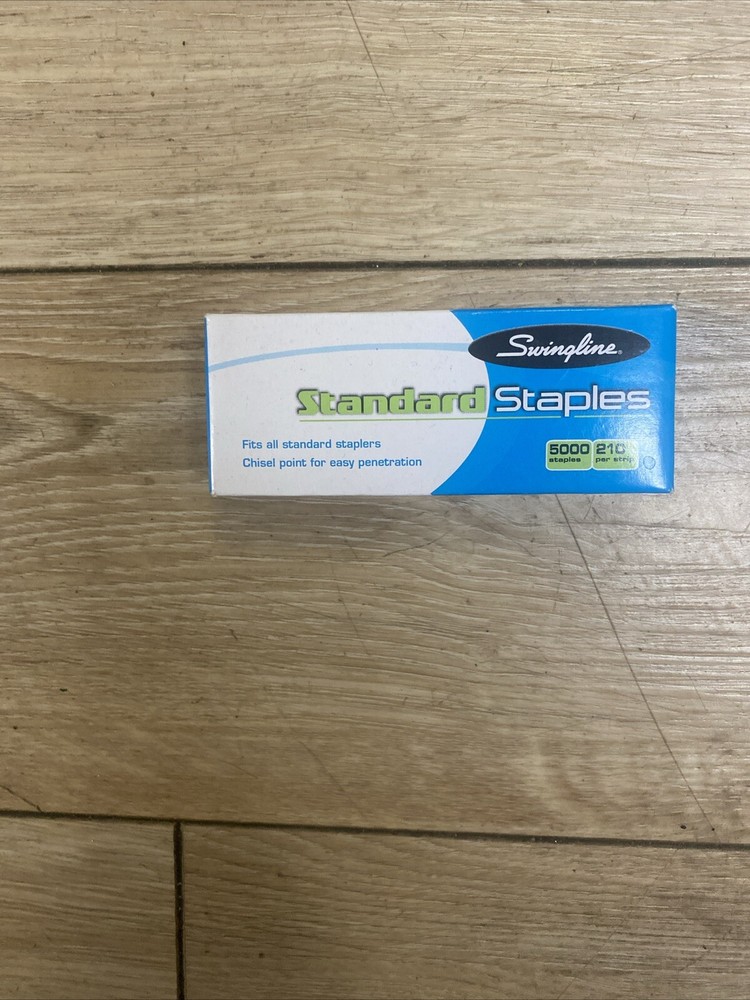 Swingline®
Standard Staples
Fits all standard staplers
Chisel point for easy penetration
5000 210
staples per strip